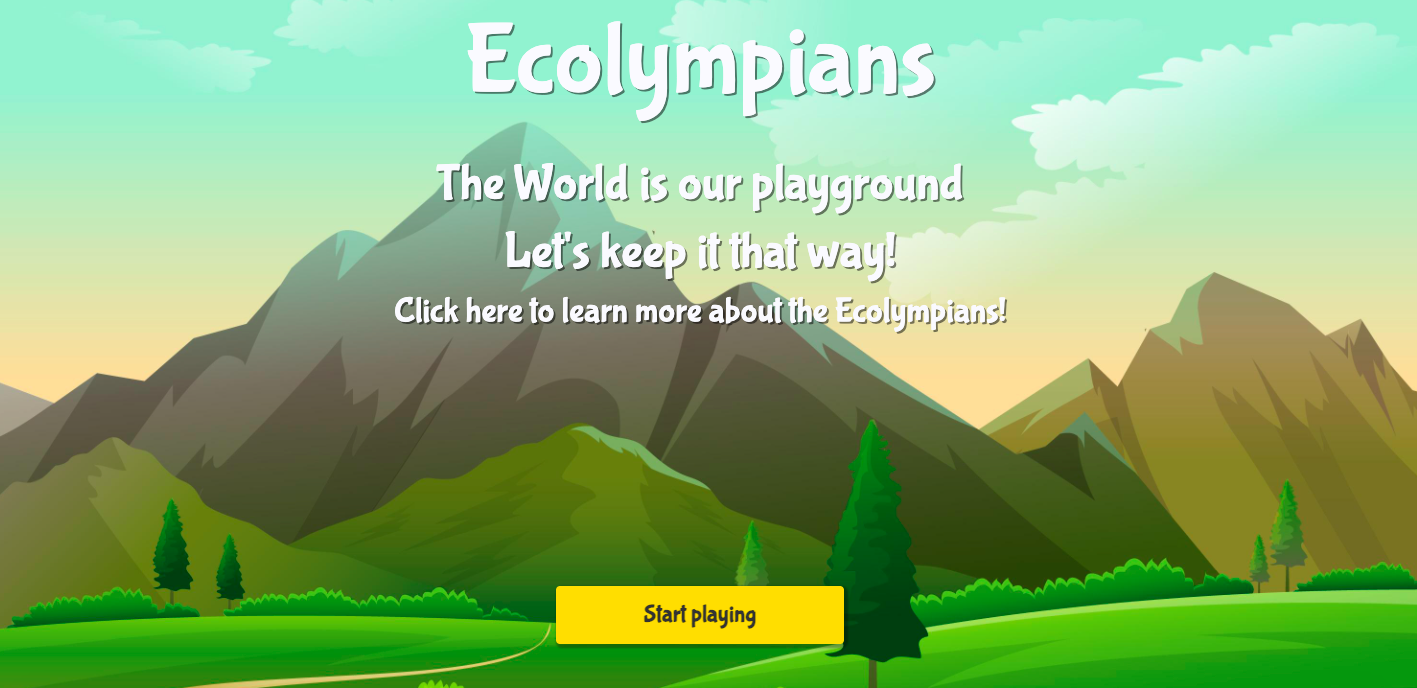 Ecolympians
The World is our playground
Let's keep it that way!
Click here to learn more about the Ecolympians!
Start playing